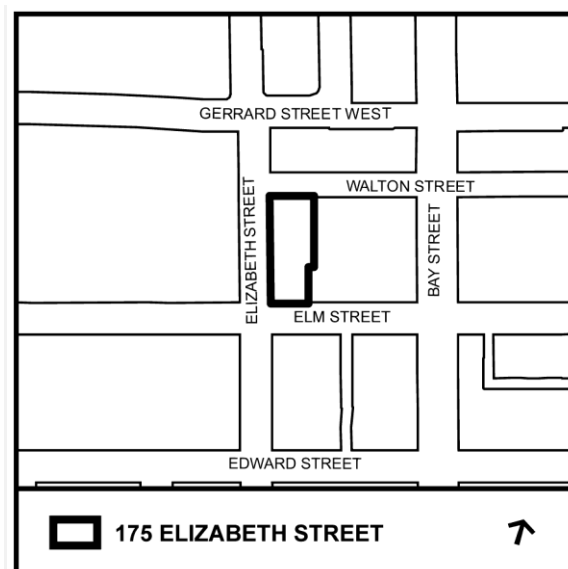 GERRARD STREET WEST
WALTON STREET
ELIZABETH STREET
BAY STREET
ELM STREET
EDWARD STREET
175 ELIZABETH STREET